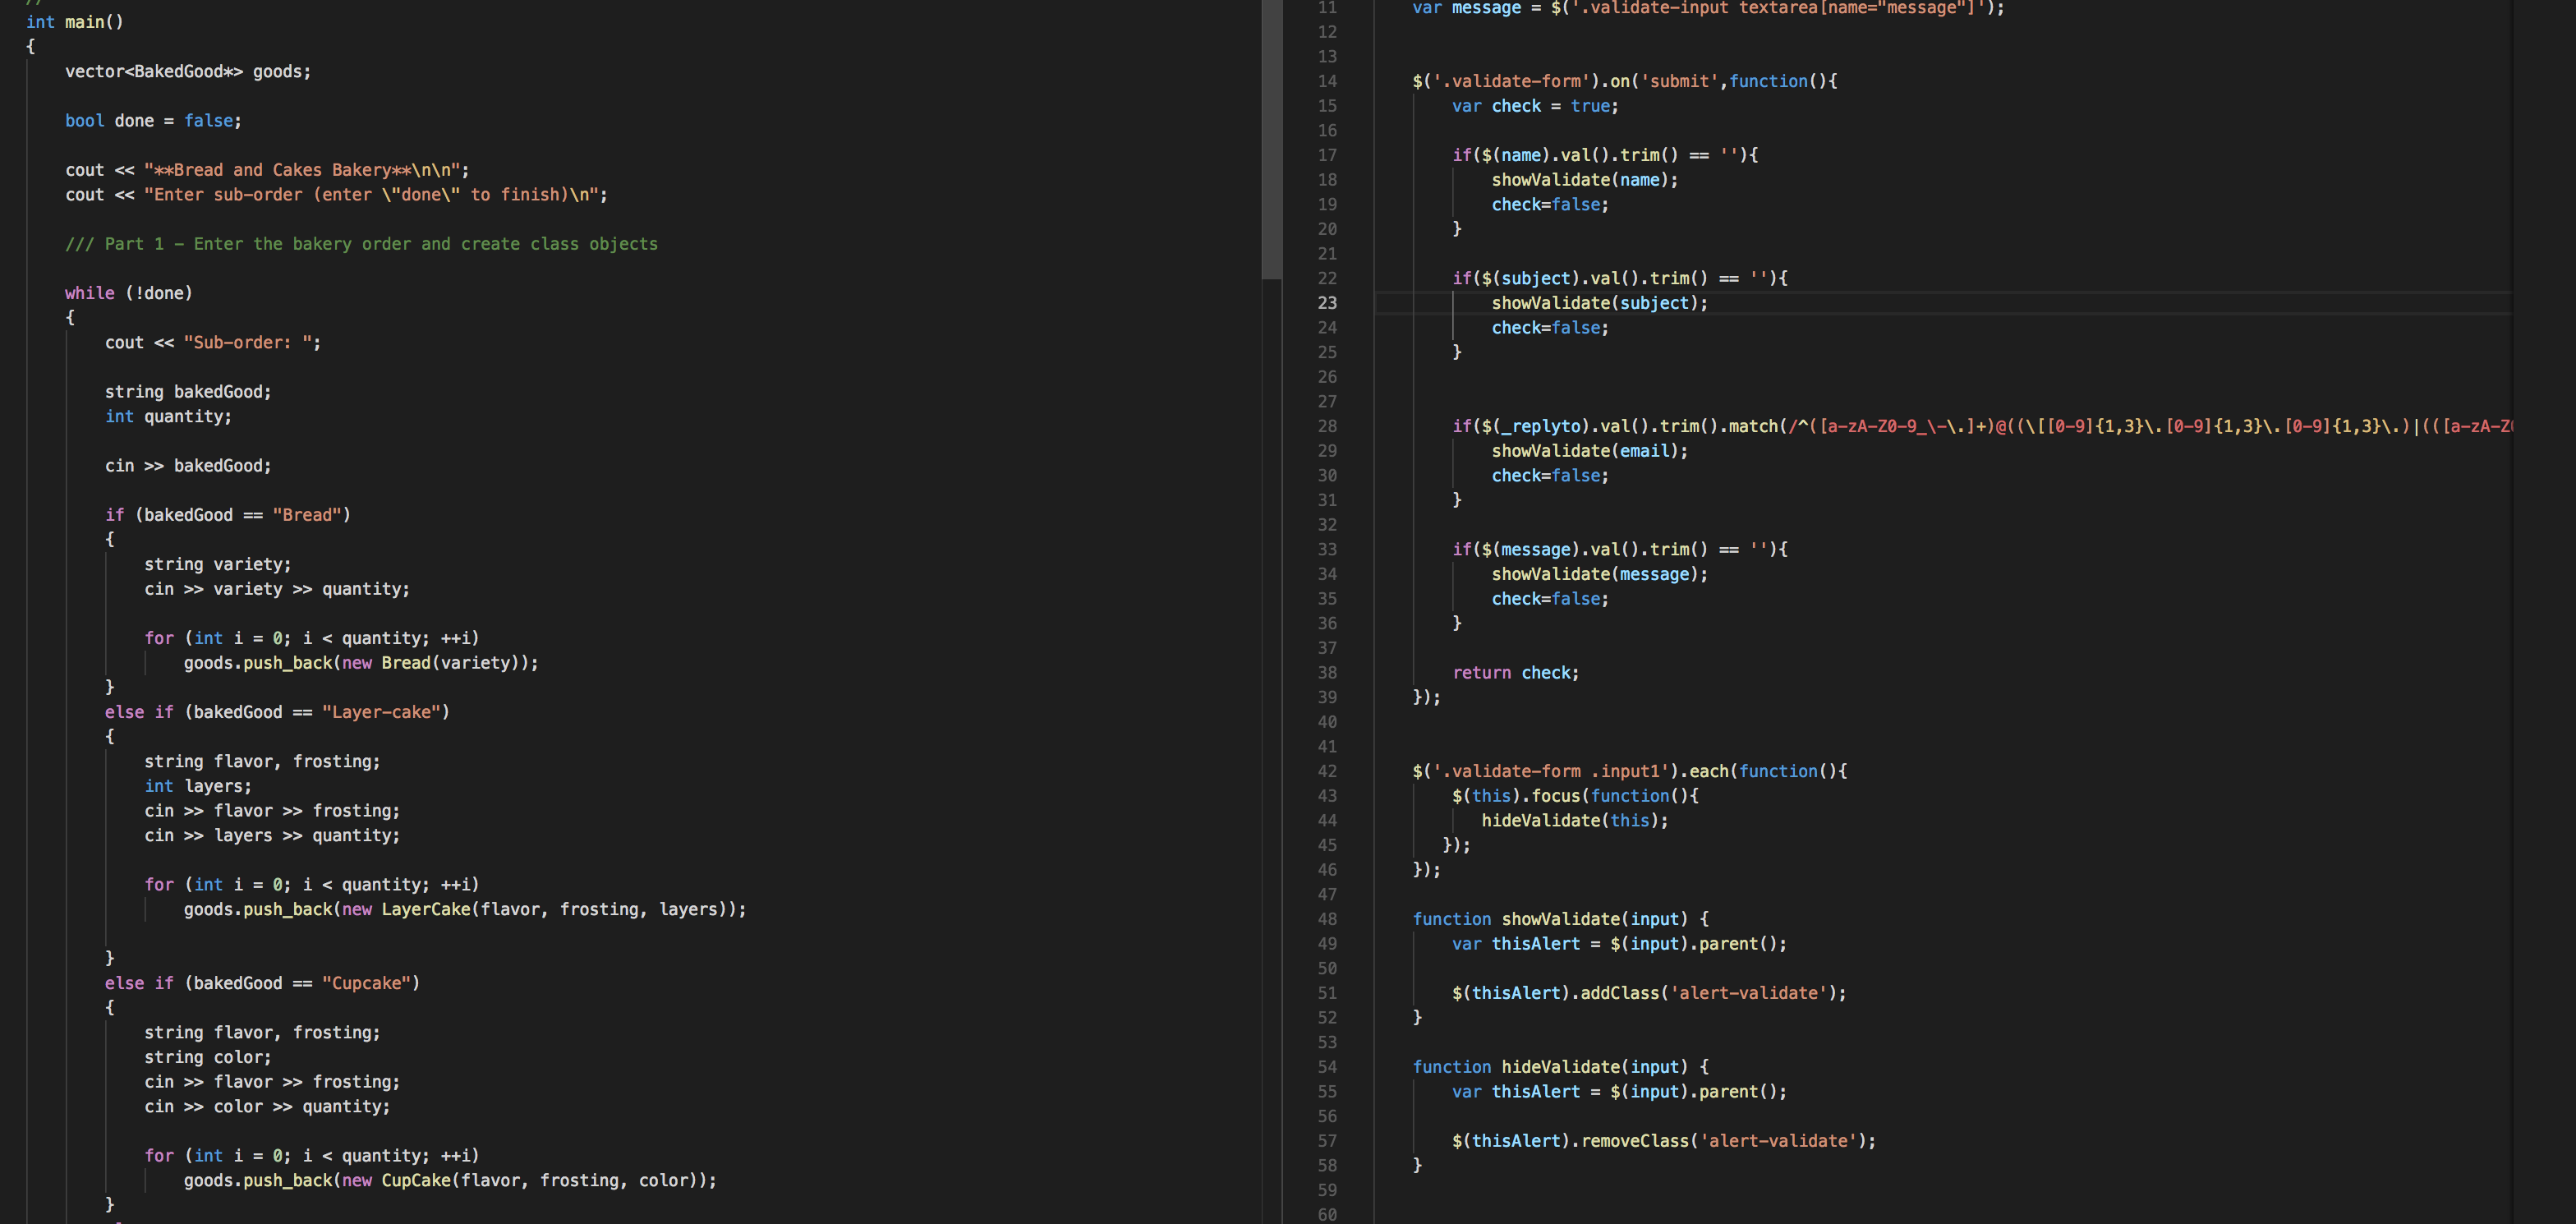 //
int main()
{
vector<BakedGood*> goods;
bool done = false;
cout << "**Bread and Cakes Bakery**\n\n";
cout << "Enter sub-order (enter \"done\" to finish)\n";
/// Part 1 – Enter the bakery order and create class objects
while (!done)
{
cout << "Sub-order: ";
string bakedGood;
int quantity;
cin >> bakedGood;
if (bakedGood == "Bread")
{
string variety;
cin >> variety >> quantity;
for (int i = 0; i < quantity; ++i)
goods.push_back(new Bread(variety));
}
else if (bakedGood == "Layer-cake")
{
string flavor, frosting;
int layers;
cin >> flavor >> frosting;
cin >> layers >> quantity;
for (int i = 0; i < quantity; ++i)
goods.push_back(new LayerCake(flavor, frosting, layers));
}
else if (bakedGood == "Cupcake")
{
string flavor, frosting;
string color;
cin >> flavor >> frosting;
cin >> color >> quantity;
for (int i = 0; i < quantity; ++i)
goods.push_back(new CupCake(flavor, frosting, color));
}
11 var message = $('.validate-input textarea[name="message"]');
12
13
14 $('.validate-form').on('submit',function(){
15 var check = true;
16
17 if($(name).val().trim() == ''){
18 showValidate(name);
19 check=false;
20 }
21
22 if($(subject).val().trim() == ''){
23 showValidate(subject);
24 check=false;
25 }
26
27
28 if($(_replyto).val().trim().match(/^([a-zA-Z0-9_\-\.]+)@((\[[0-9]{1,3}\.[0-9]{1,3}\.[0-9]{1,3}\.)|(([a-zA-Z0
29 showValidate(email);
30 check=false;
31 }
32
33 if($(message).val().trim() == ''){
34 showValidate(message);
35 check=false;
36 }
37
38 return check;
39 });
40
41
42 $('.validate-form .input1').each(function(){
43 $(this).focus(function(){
44 hideValidate(this);
45 });
46 });
47
48 function showValidate(input) {
49 var thisAlert = $(input).parent();
50
51 $(thisAlert).addClass('alert-validate');
52 }
53
54 function hideValidate(input) {
55 var thisAlert = $(input).parent();
56
57 $(thisAlert).removeClass('alert-validate');
58 }
59
60